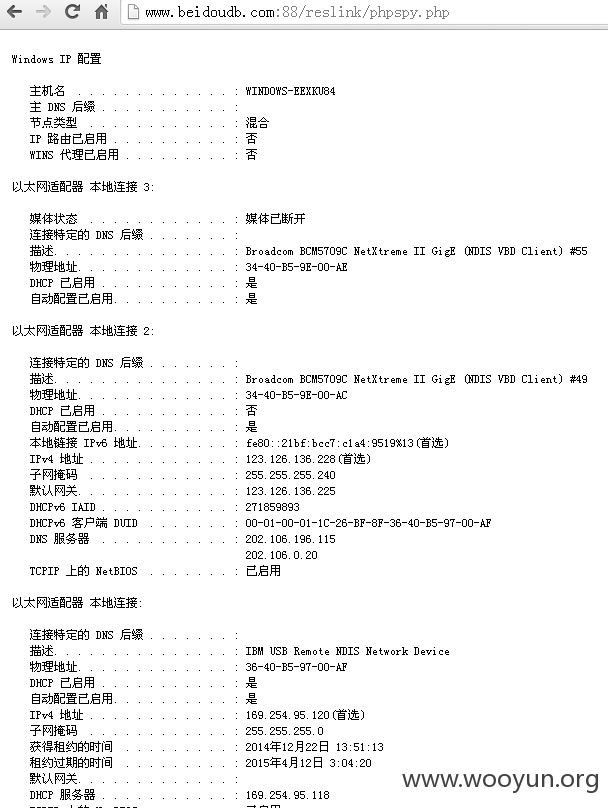 www.beidoudb.com:88/reslink/phpspy.php
Windows IP 配置
主机名 . . . . . . . . . . . . . : WINDOWS-EEXKU84
主 DNS 后缀 . . . . . . . . . . . :
节点类型 . . . . . . . . . . . . : 混合
IP 路由已启用 . . . . . . . . . . : 否
WINS 代理已启用 . . . . . . . . . : 否
以太网适配器 本地连接 3:
媒体状态 . . . . . . . . . . . . : 媒体已断开
连接特定的 DNS 后缀 . . . . . . . :
描述. . . . . . . . . . . . . . . : Broadcom BCM5709C NetXtreme II GigE (NDIS VBD Client) #55
物理地址. . . . . . . . . . . . . : 34-40-B5-9E-00-AE
DHCP 已启用 . . . . . . . . . . . : 是
自动配置已启用. . . . . . . . . . : 是
以太网适配器 本地连接 2:
连接特定的 DNS 后缀 . . . . . . . :
描述. . . . . . . . . . . . . . . : Broadcom BCM5709C NetXtreme II GigE (NDIS VBD Client) #49
物理地址. . . . . . . . . . . . . : 34-40-B5-9E-00-AC
DHCP 已启用 . . . . . . . . . . . : 否
自动配置已启用. . . . . . . . . . : 是
本地链接 IPv6 地址. . . . . . . . : fe80::21bf:bcc7:c1a4:9519%13(首选)
IPv4 地址 . . . . . . . . . . . . : 123.126.136.228(首选)
子网掩码 . . . . . . . . . . . . : 255.255.255.240
默认网关. . . . . . . . . . . . . : 123.126.136.225
DHCPv6 IAID . . . . . . . . . . . : 271859893
DHCPv6 客户端 DUID . . . . . . . : 00-01-00-01-1C-26-BF-8F-36-40-B5-97-00-AF
DNS 服务器 . . . . . . . . . . . : 202.106.196.115
202.106.0.20
TCPIP 上的 NetBIOS . . . . . . . : 已启用
以太网适配器 本地连接:
连接特定的 DNS 后缀 . . . . . . . :
描述. . . . . . . . . . . . . . . : IBM USB Remote NDIS Network Device
物理地址. . . . . . . . . . . . . : 36-40-B5-97-00-AF
DHCP 已启用 . . . . . . . . . . . : 是
自动配置已启用. . . . . . . . . . : 是
IPv4 地址 . . . . . . . . . . . . : 169.254.95.120(首选)
子网掩码 . . . . . . . . . . . . : 255.255.255.0
获得租约的时间 . . . . . . . . . : 2014年12月22日 13:51:13
租约过期的时间 . . . . . . . . . : 2015年4月12日 3:04:20
默认网关. . . . . . . . . . . . . :
DHCP 服务器 . . . . . . . . . . . : 169.254.95.118
www.wooyun.org